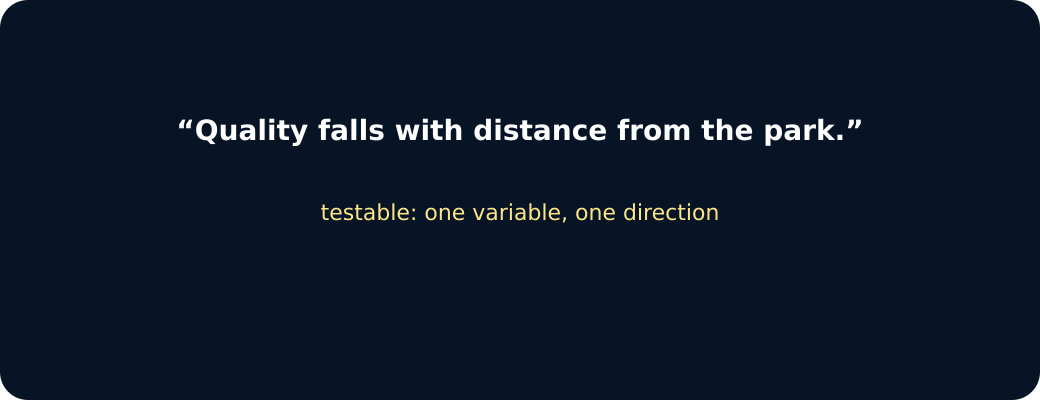 “Quality falls with distance from the park.”
testable: one variable, one direction